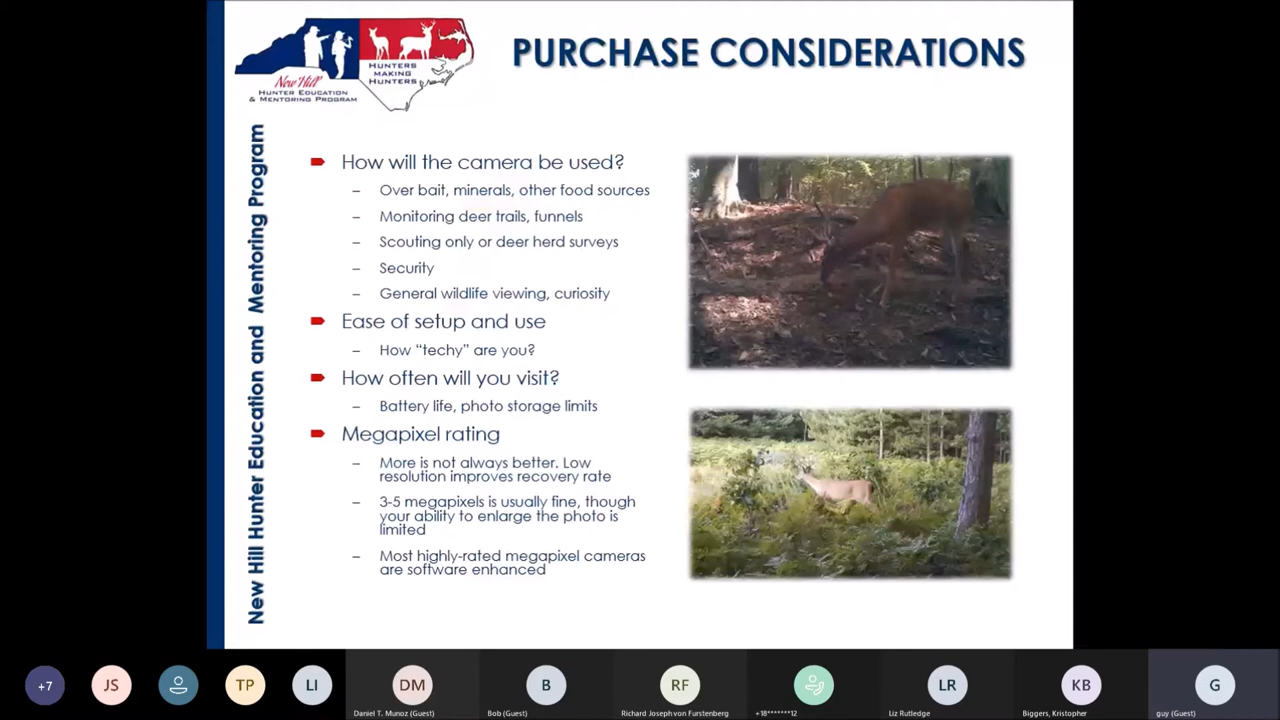 PURCHASE CONSIDERATIONS
HUNTERS
MAKING
HUNTERS
New Hill
HUNTER EDUCATION
& MENTORING PROGRAM
New Hill Hunter Education and Mentoring Program
How will the camera be used?
– Over bait, minerals, other food sources
– Monitoring deer trails, funnels
– Scouting only or deer herd surveys
– Security
– General wildlife viewing, curiosity
Ease of setup and use
– How “techy” are you?
How often will you visit?
– Battery life, photo storage limits
Megapixel rating
– More is not always better. Low
resolution improves recovery rate
– 3-5 megapixels is usually fine, though
your ability to enlarge the photo is
limited
– Most highly-rated megapixel cameras
are software enhanced
+7
JS
TP
LI
DM
Daniel T. Munoz (Guest)
B
Bob (Guest)
RF
Richard Joseph von Furstenberg
+18*******12
LR
Liz Rutledge
KB
Biggers, Kristopher
G
guy (Guest)